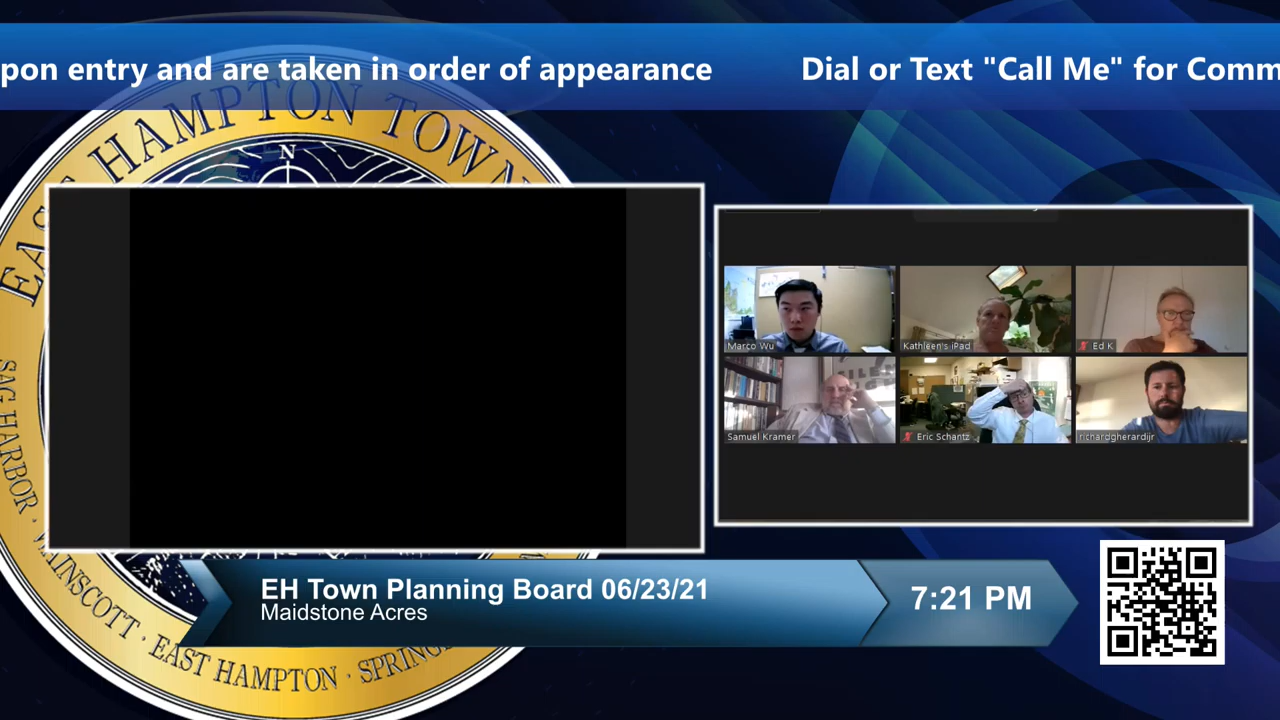 pon entry and are taken in order of appearance Dial or Text "Call Me" for Comm
EAST HAMPTON TOWN
N
Marco Wu
Kathleen's iPad
Ed K
Samuel Kramer
Eric Schantz
richardgherardijr
SAG HARBOR · WAINSCOTT · EAST HAMPTON · SPRING
EH Town Planning Board 06/23/21
Maidstone Acres
7:21 PM